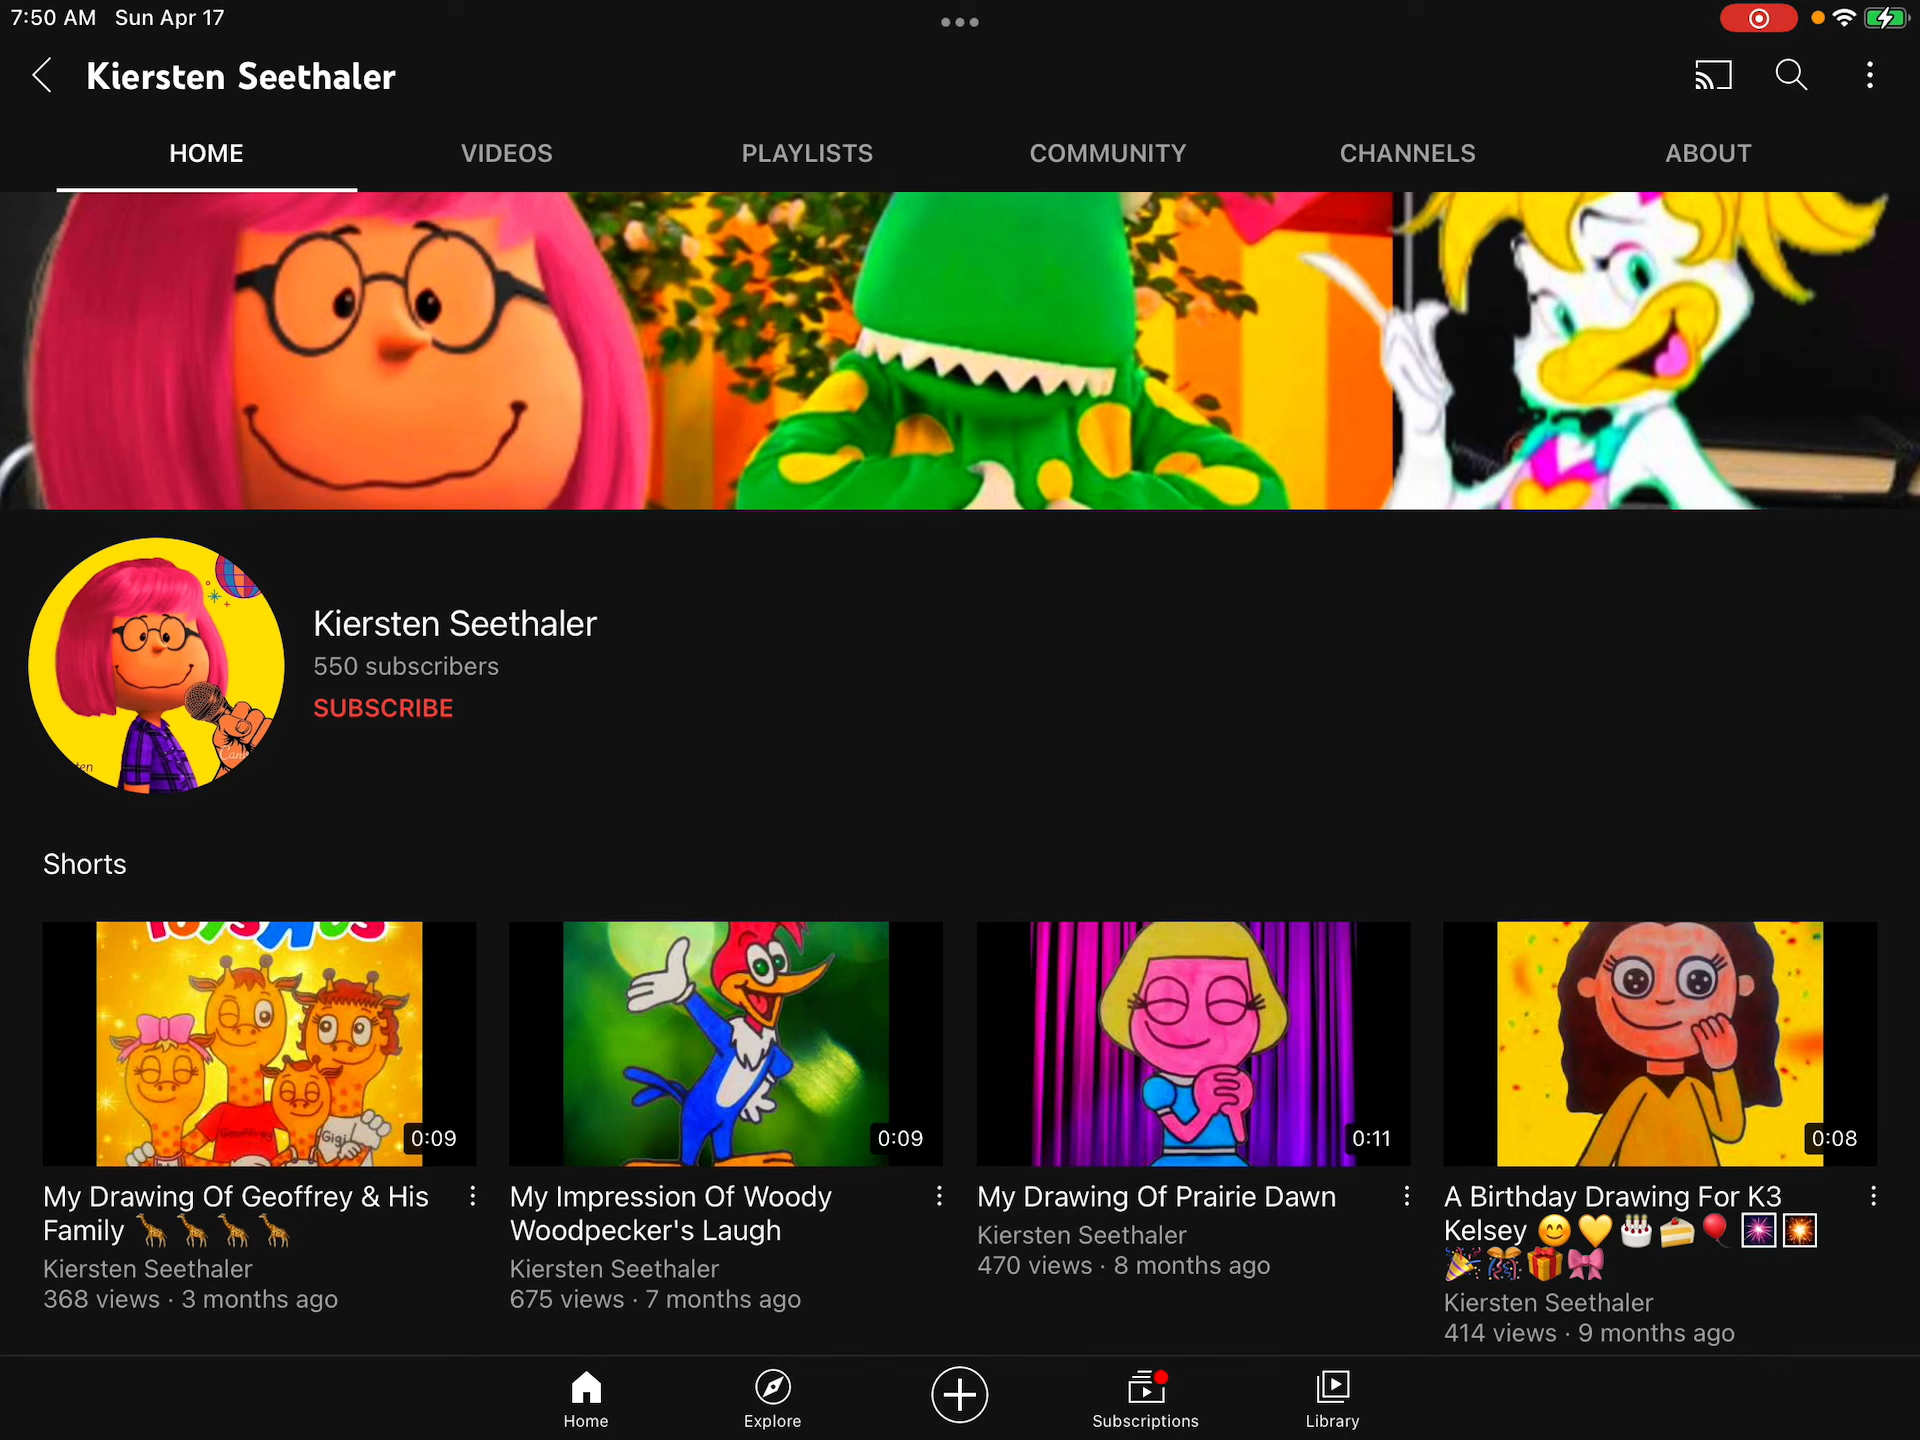 7:50 AM Sun Apr 17
Kiersten Seethaler
HOME VIDEOS PLAYLISTS COMMUNITY CHANNELS ABOUT
Kiersten Seethaler
550 subscribers
SUBSCRIBE
Shorts
Geoffrey
Gigi
0:09
0:09
0:11
0:08
My Drawing Of Geoffrey & His
Family 🦒🦒🦒🦒
Kiersten Seethaler
368 views · 3 months ago
My Impression Of Woody
Woodpecker's Laugh
Kiersten Seethaler
675 views · 7 months ago
My Drawing Of Prairie Dawn
Kiersten Seethaler
470 views · 8 months ago
A Birthday Drawing For K3
Kelsey 😊💛🎂🍰🎈🎆🎇
🎉🎊🎁🎀
Kiersten Seethaler
414 views · 9 months ago
Home Explore Subscriptions Library